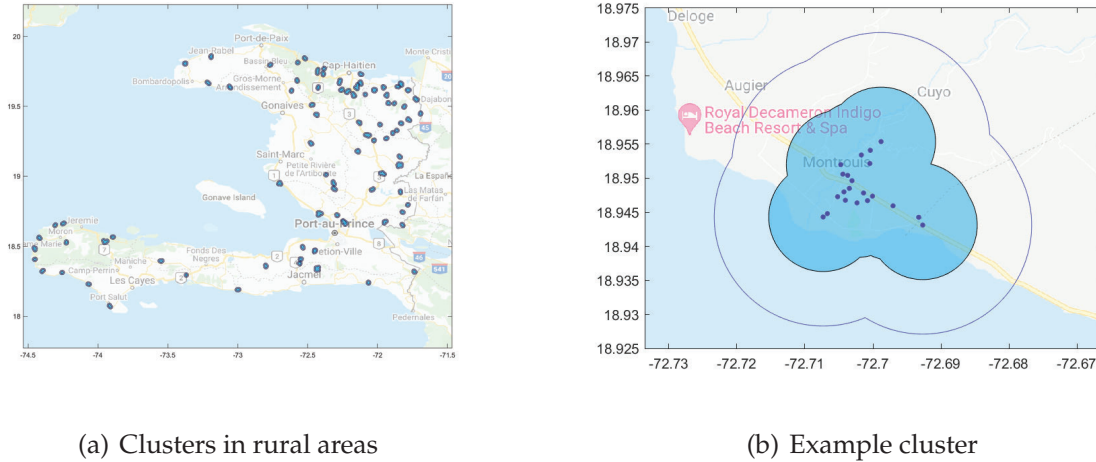 20
19.5
19
18.5
18
-74.5
-74
-73.5
-73
-72.5
-72
-71.5
Port-de-Paix
Jean-Rabel
Bassin Bleu
Monte Cristi
Cap-Haïtien
Bombardopolis
Gros-Morne
Arrondissement
Dajabon
Gonaives
Saint-Marc
Petite Rivière
de l'Artibonite
La Española
Las Matas
de Farfán
Gonave Island
Jeremie
Port-au-Prince
Petion-Ville
Fonds Des
Negres
Maniche
Camp-Perrin
Les Cayes
Jacmel
Port Salut
Pedernales
18.975
18.97
18.965
18.96
18.955
18.95
18.945
18.94
18.935
18.93
18.925
-72.73
-72.72
-72.71
-72.7
-72.69
-72.68
-72.67
Deloge
Augier
Cuyo
Royal Decameron Indigo
Beach Resort & Spa
Montrouis
(a) Clusters in rural areas
(b) Example cluster